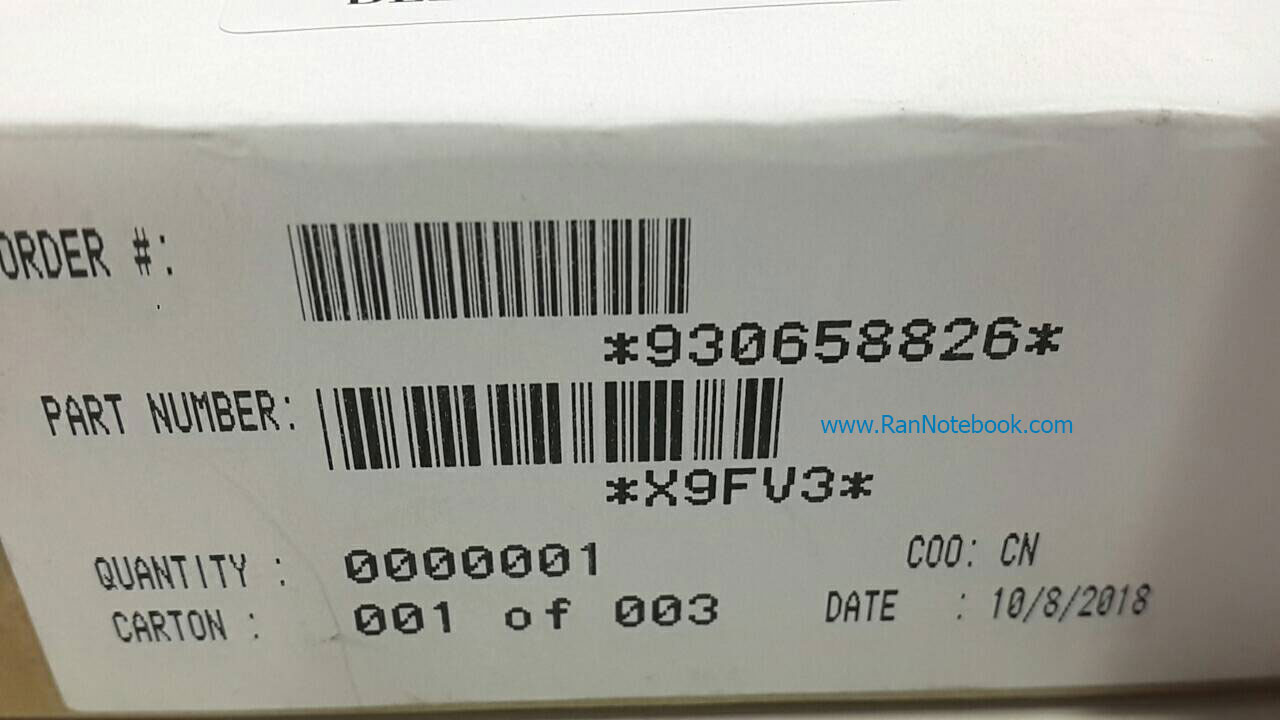 ORDER #:
*930658826*
PART NUMBER:
www.RanNotebook.com
*X9FV3*
QUANTITY : 0000001
COO: CN
CARTON : 001 of 003
DATE : 10/8/2018